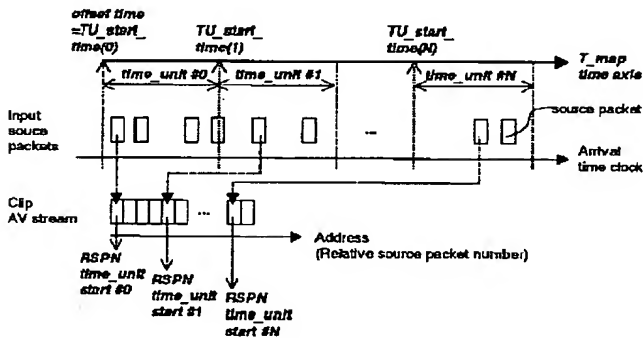 offset time
=TU_start_
time(0)
TU_start_
time(1)
TU_start_
time(N)
T_map
time axis
time_unit #0
time_unit #1
time_unit #N
source packet
Input
souce
packets
...
Arrival
time clock
Clip
AV stream
...
Address
(Relative source packet number)
RSPN
time_unit
start #0
RSPN
time_unit
start #1
RSPN
time_unit
start #N